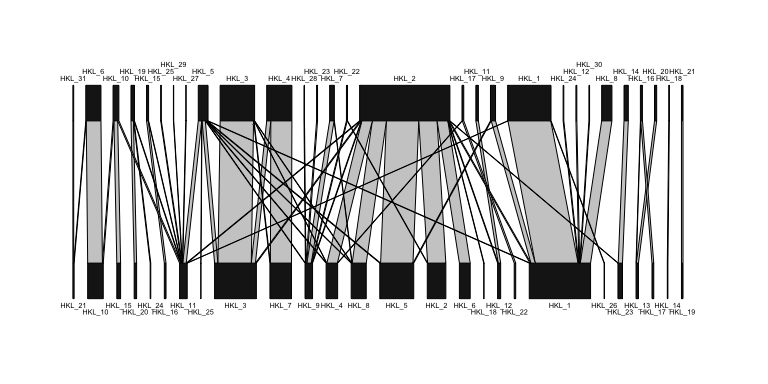 HKL_29
HKL_30
HKL_6 HKL_19 HKL_25 HKL_5 HKL_23 HKL_22 HKL_11 HKL_12 HKL_14 HKL_20 HKL_21
HKL_31 HKL_10 HKL_15 HKL_27 HKL_3 HKL_4 HKL_28 HKL_7 HKL_2 HKL_17 HKL_9 HKL_1 HKL_24 HKL_8 HKL_16 HKL_18
HKL_21 HKL_15 HKL_24 HKL_11 HKL_3 HKL_7 HKL_9 HKL_4 HKL_8 HKL_5 HKL_2 HKL_6 HKL_12 HKL_1 HKL_26 HKL_13 HKL_14
HKL_10 HKL_20 HKL_16 HKL_25 HKL_18 HKL_22 HKL_23 HKL_17 HKL_19